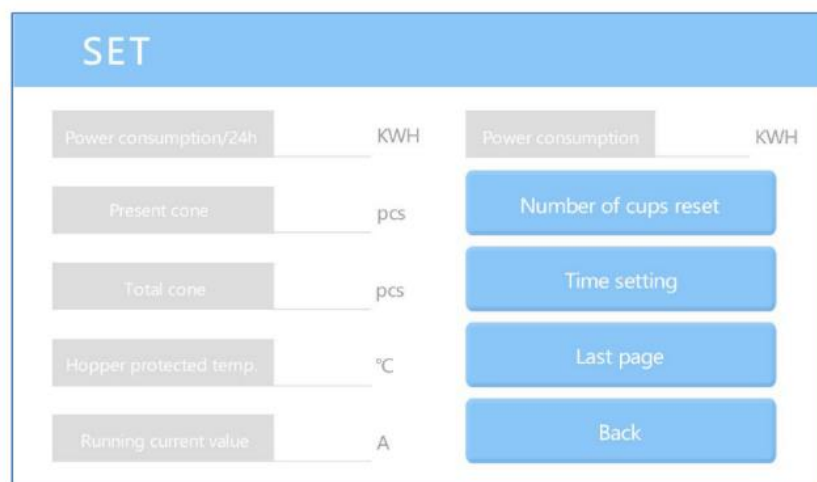 SET
Power consumption/24h KWH Power consumption KWH
Present cone pcs Number of cups reset
Total cone pcs Time setting
Hopper protected temp. °C Last page
Running current value A Back